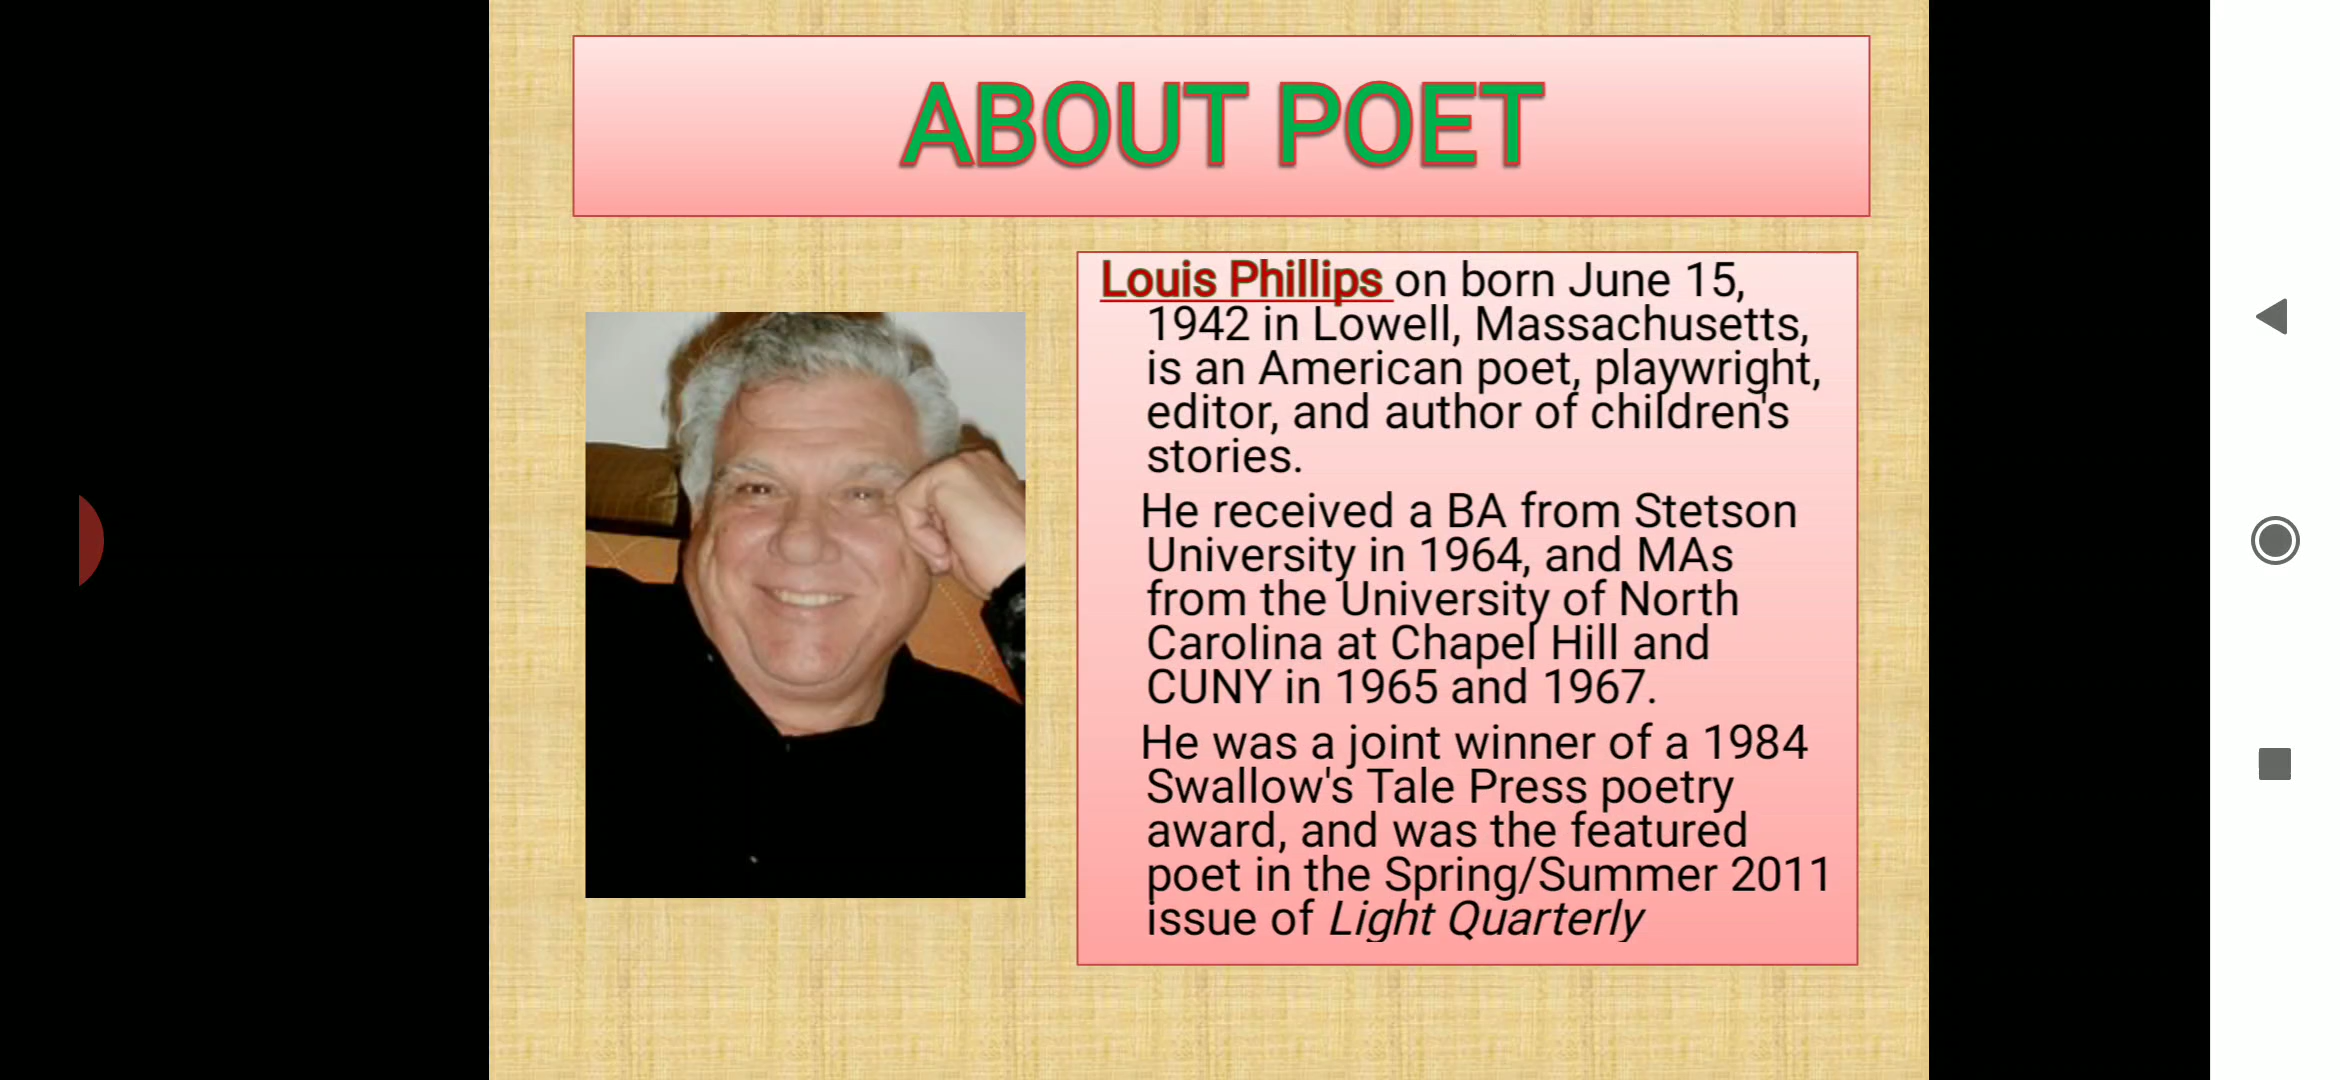 ABOUT POET
Louis Phillips on born June 15,
1942 in Lowell, Massachusetts,
is an American poet, playwright,
editor, and author of children's
stories.
He received a BA from Stetson
University in 1964, and MAs
from the University of North
Carolina at Chapel Hill and
CUNY in 1965 and 1967.
He was a joint winner of a 1984
Swallow's Tale Press poetry
award, and was the featured
poet in the Spring/Summer 2011
issue of Light Quarterly